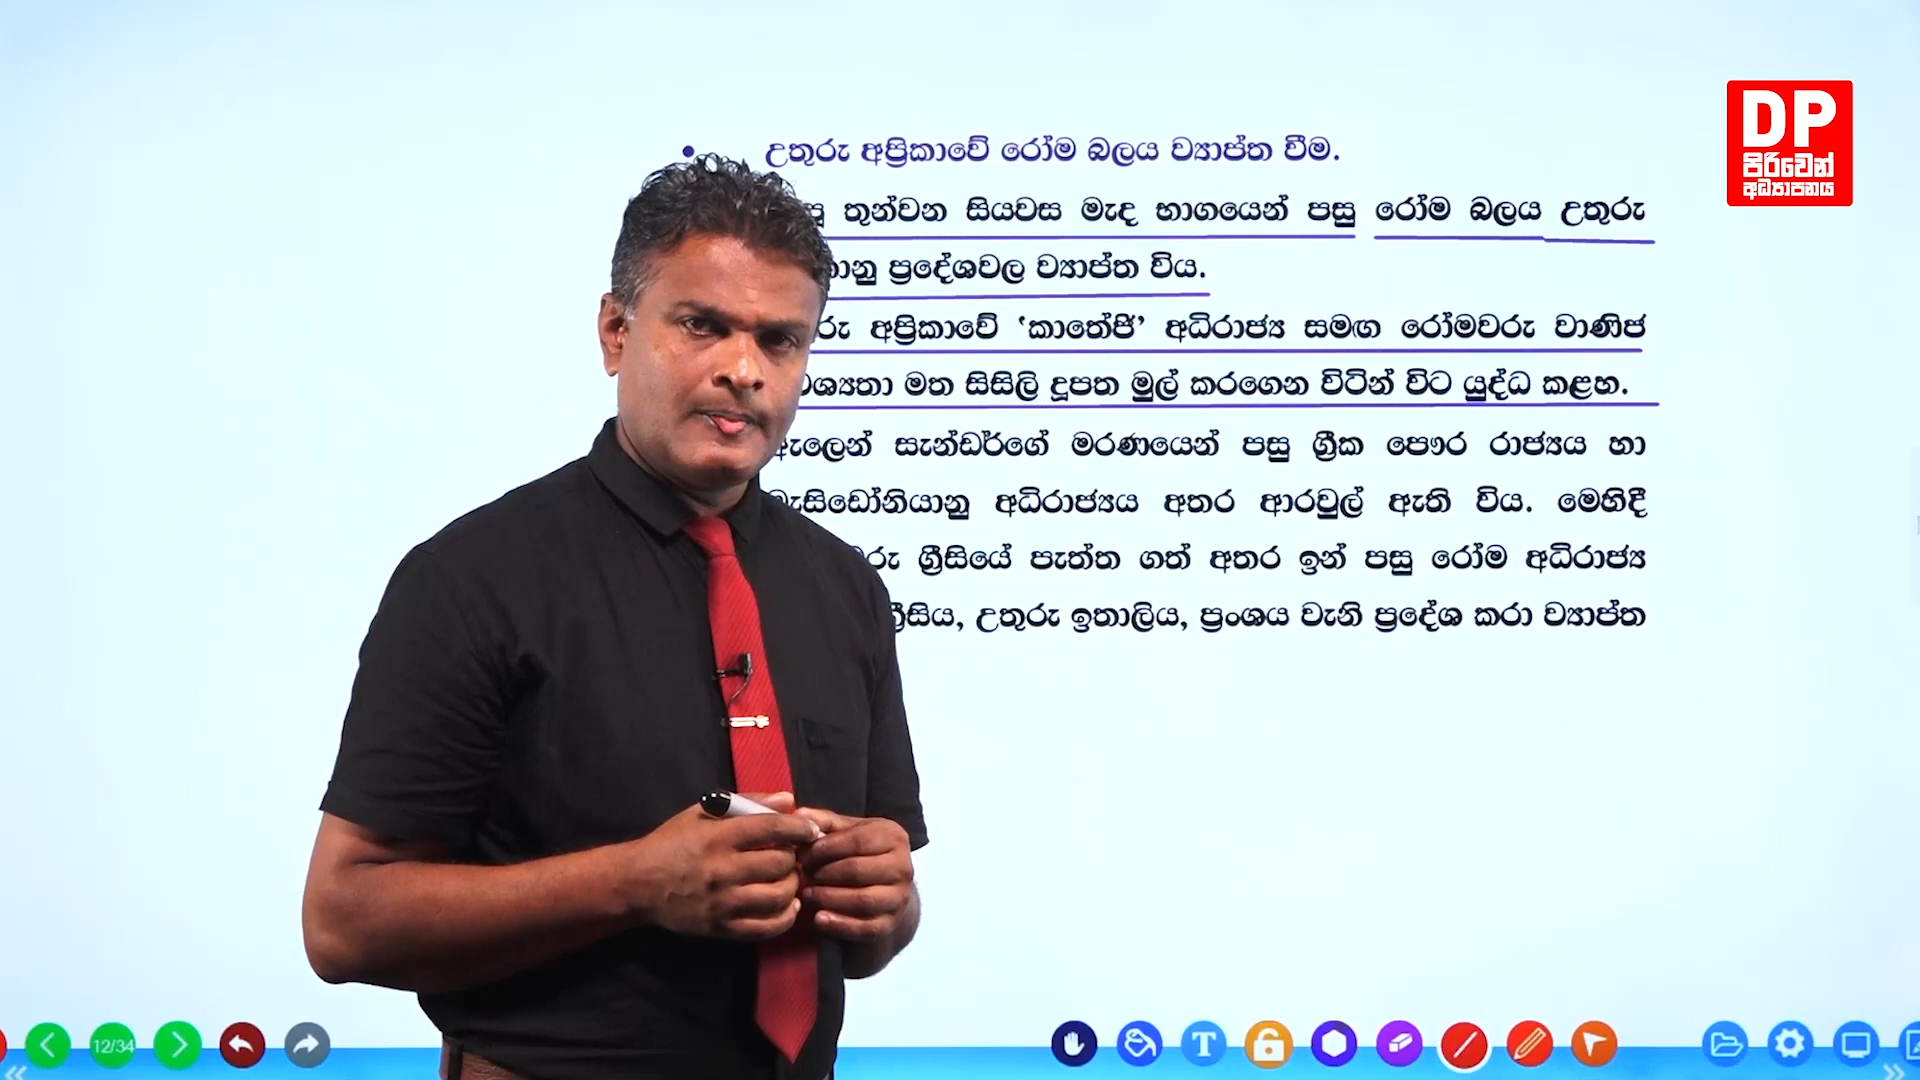 DP
පිරිවෙන්
අධ්‍යාපනය
• උතුරු අප්‍රිකාවේ රෝම බලය ව්‍යාප්ත වීම.
තුන්වන සියවස මැද භාගයෙන් පසු රෝම බලය උතුරු
ප්‍රදේශවල ව්‍යාප්ත විය.
අප්‍රිකාවේ ‘කාතේජ්’ අධිරාජ්‍ය සමඟ රෝමවරු වාණිජ
මත සිසිලි දූපත මුල් කරගෙන විටින් විට යුද්ධ කළහ.
සැන්ඩර්ගේ මරණයෙන් පසු ග්‍රීක පෞර රාජ්‍යය හා
අධිරාජ්‍යය අතර ආරවුල් ඇති විය. මෙහිදී
ග්‍රීසියේ පැත්ත ගත් අතර ඉන් පසු රෝම අධිරාජ්‍ය
උතුරු ඉතාලිය, ප්‍රංශය වැනි ප්‍රදේශ කරා ව්‍යාප්ත
12/34
T